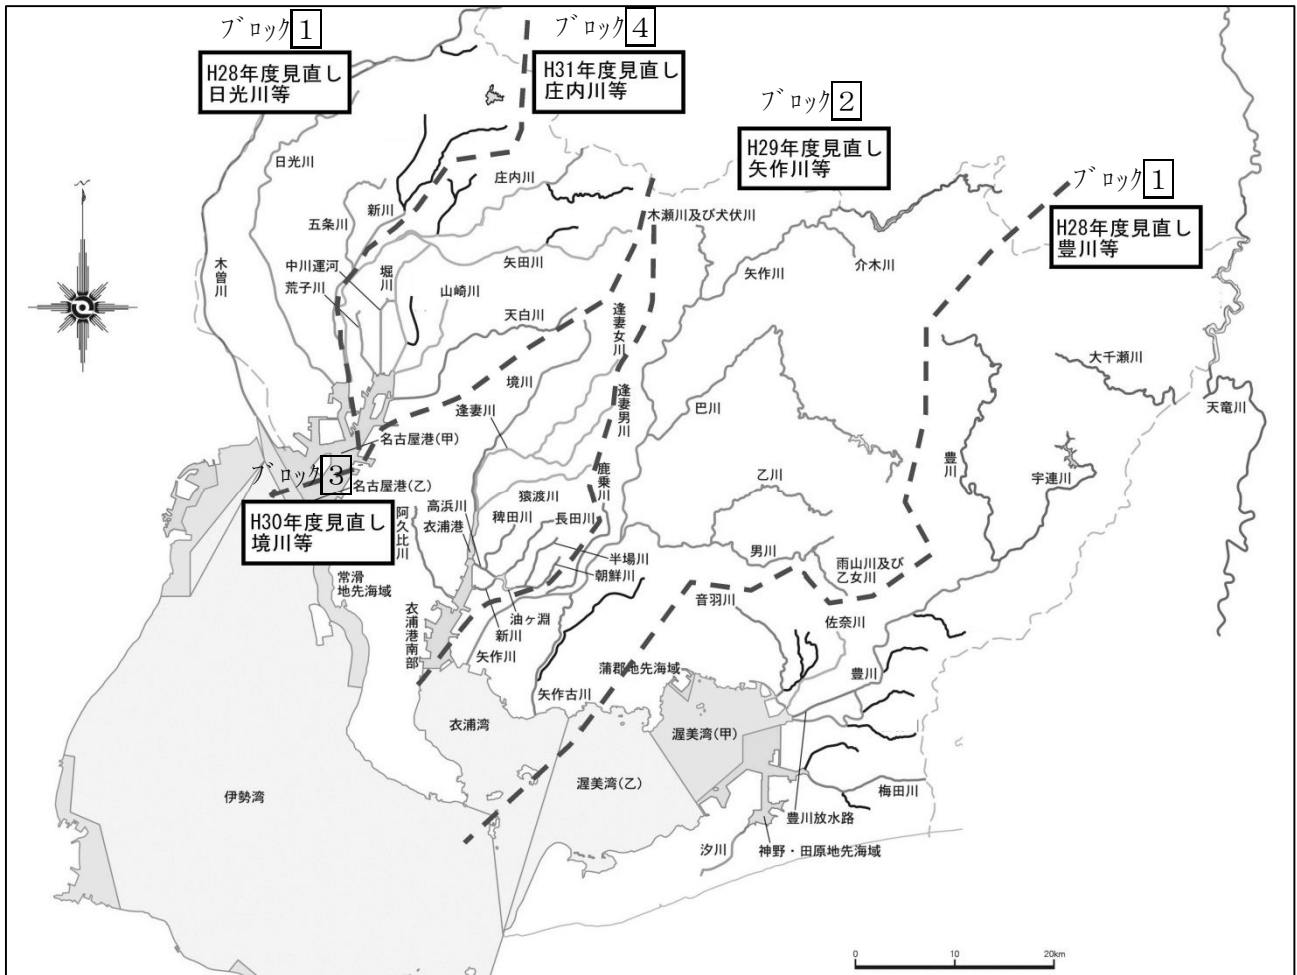 ブロック 1
H28年度見直し
日光川等
ブロック 4
H31年度見直し
庄内川等
ブロック 2
H29年度見直し
矢作川等
ブロック 1
H28年度見直し
豊川等
ブロック 3
H30年度見直し
境川等
日光川
五条川
新川
庄内川
木瀬川及び犬伏川
木曽川
中川運河
荒子川
堀川
矢田川
山崎川
天白川
矢作川
介木川
逢妻女川
境川
逢妻川
逢妻男川
巴川
大千瀬川
天竜川
名古屋港(甲)
名古屋港(乙)
阿久比川
高浜川
衣浦港
猿渡川
稗田川
長田川
鹿乗川
半場川
朝鮮川
乙川
男川
雨山川及び
乙女川
豊川
宇連川
常滑
地先海域
衣浦港南部
油ヶ淵
新川
矢作川
音羽川
佐奈川
蒲郡地先海域
豊川
矢作古川
衣浦湾
渥美湾(甲)
渥美湾(乙)
伊勢湾
梅田川
豊川放水路
汐川
神野・田原地先海域
0 10 20km